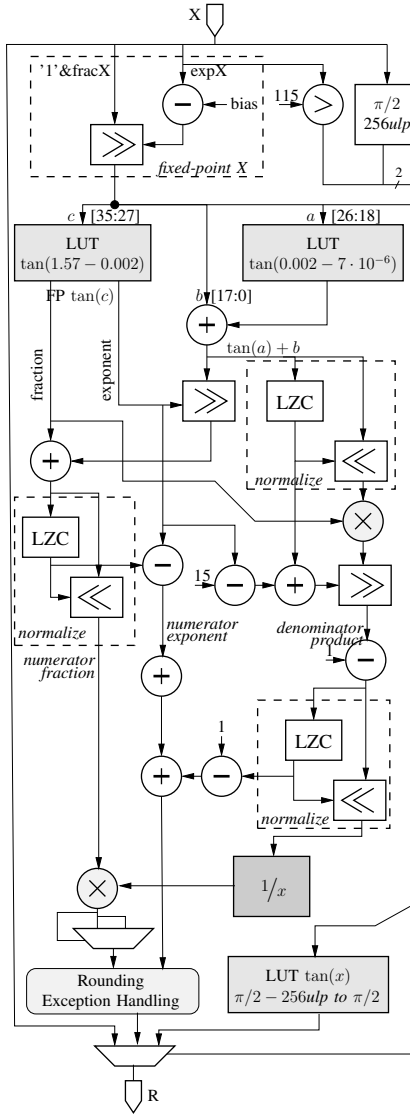 X
'1'&fracX
expX
bias
115
>
π/2
256ulp
−
>>
fixed-point X
2
c [35:27]
a [26:18]
LUT
tan(1.57 − 0.002)
LUT
tan(0.002 − 7 · 10⁻⁶)
FP tan(c)
b [17:0]
fraction
exponent
+
tan(a) + b
>>
LZC
<<
normalize
+
×
LZC
<<
normalize
−
15
−
+
>>
numerator
fraction
numerator
exponent
denominator
product
1
−
+
LZC
<<
normalize
+
1
−
×
1/x
Rounding
Exception Handling
LUT tan(x)
π/2 − 256ulp to π/2
R